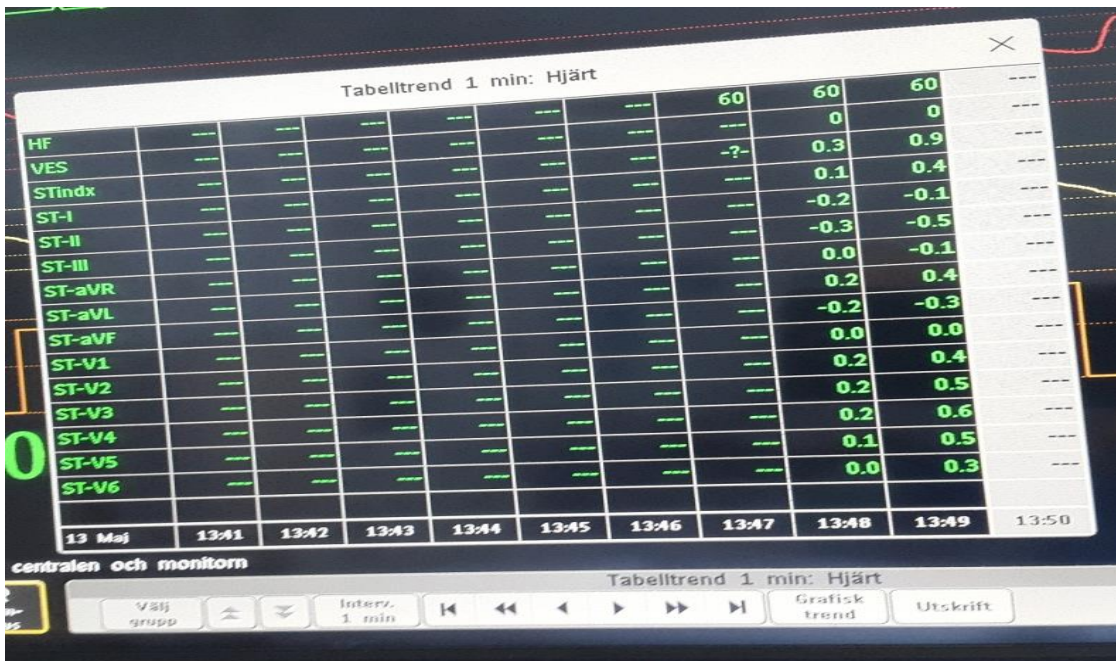 Tabelltrend 1 min: Hjärt
HF --- --- --- --- --- --- 60 60 60 ---
VES --- --- --- --- --- --- --- 0 0 ---
STindx --- --- --- --- --- --- -?- 0.3 0.9 ---
ST-I --- --- --- --- --- --- --- 0.1 0.4 ---
ST-II --- --- --- --- --- --- --- -0.2 -0.1 ---
ST-III --- --- --- --- --- --- --- -0.3 -0.5 ---
ST-aVR --- --- --- --- --- --- --- 0.0 -0.1 ---
ST-aVL --- --- --- --- --- --- --- 0.2 0.4 ---
ST-aVF --- --- --- --- --- --- --- -0.2 -0.3 ---
ST-V1 --- --- --- --- --- --- --- 0.0 0.0 ---
ST-V2 --- --- --- --- --- --- --- 0.2 0.4 ---
ST-V3 --- --- --- --- --- --- --- 0.2 0.5 ---
ST-V4 --- --- --- --- --- --- --- 0.2 0.6 ---
ST-V5 --- --- --- --- --- --- --- 0.1 0.5 ---
ST-V6 --- --- --- --- --- --- --- 0.0 0.3 ---
13 Maj 13:41 13:42 13:43 13:44 13:45 13:46 13:47 13:48 13:49 13:50
0
centralen och monitorn
Tabelltrend 1 min: Hjärt
Välj grupp
Interv. 1 min
Grafisk trend
Utskrift